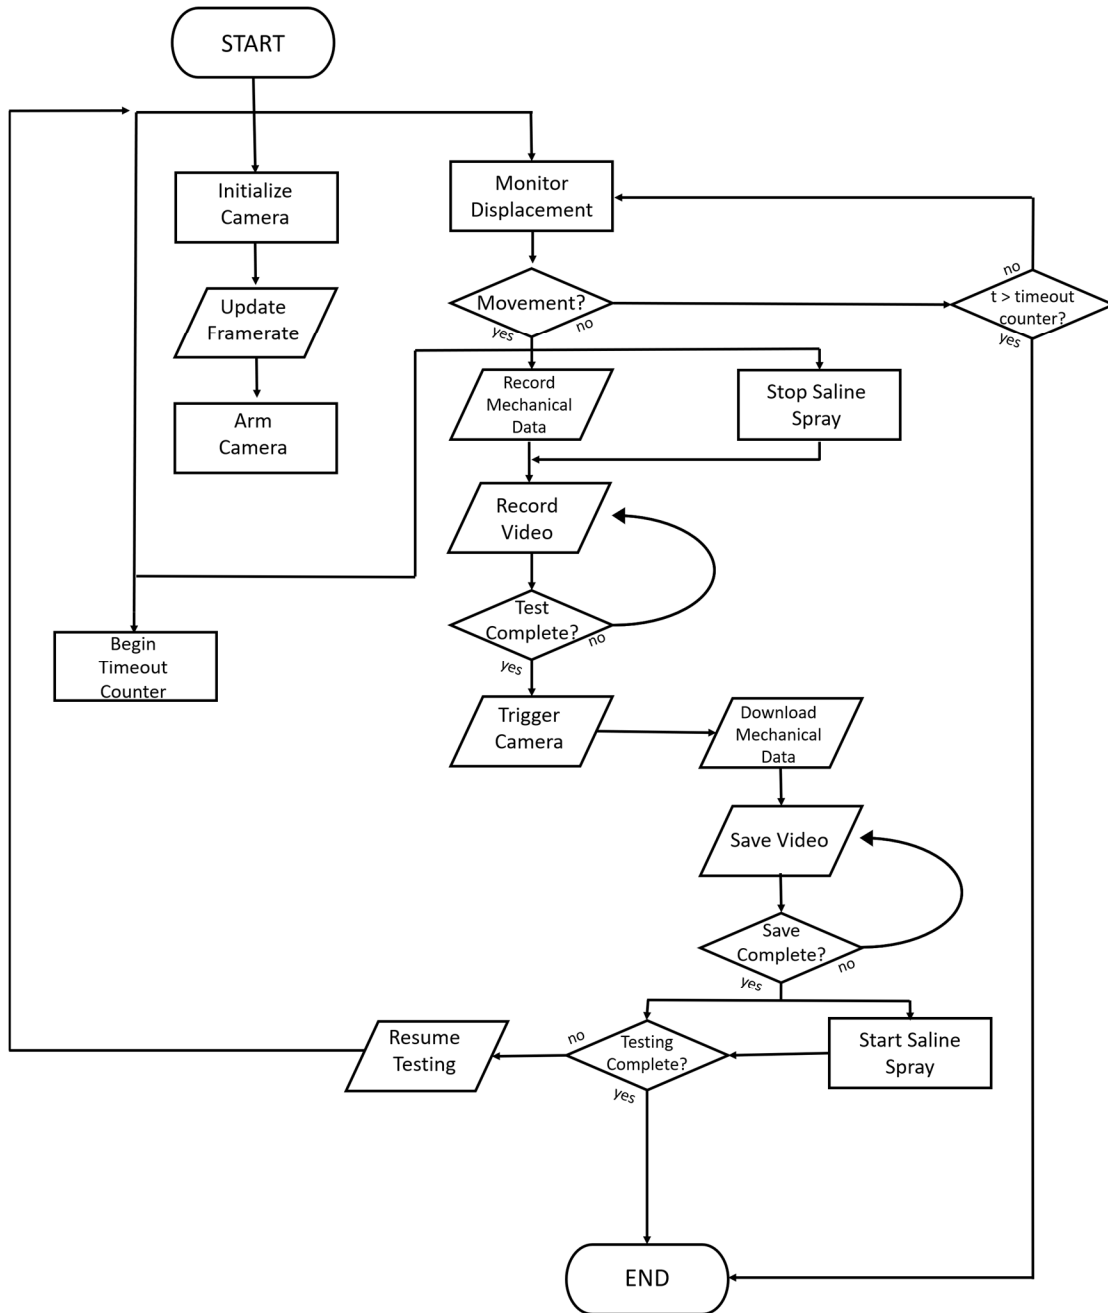 START
Initialize
Camera
Update
Framerate
Arm
Camera
Begin
Timeout
Counter
Monitor
Displacement
Movement?
yes
no
t > timeout
counter?
no
yes
Record
Mechanical
Data
Stop Saline
Spray
Record
Video
Test
Complete?
no
yes
Trigger
Camera
Download
Mechanical
Data
Save Video
Save
Complete?
no
yes
Testing
Complete?
no
yes
Start Saline
Spray
Resume
Testing
END